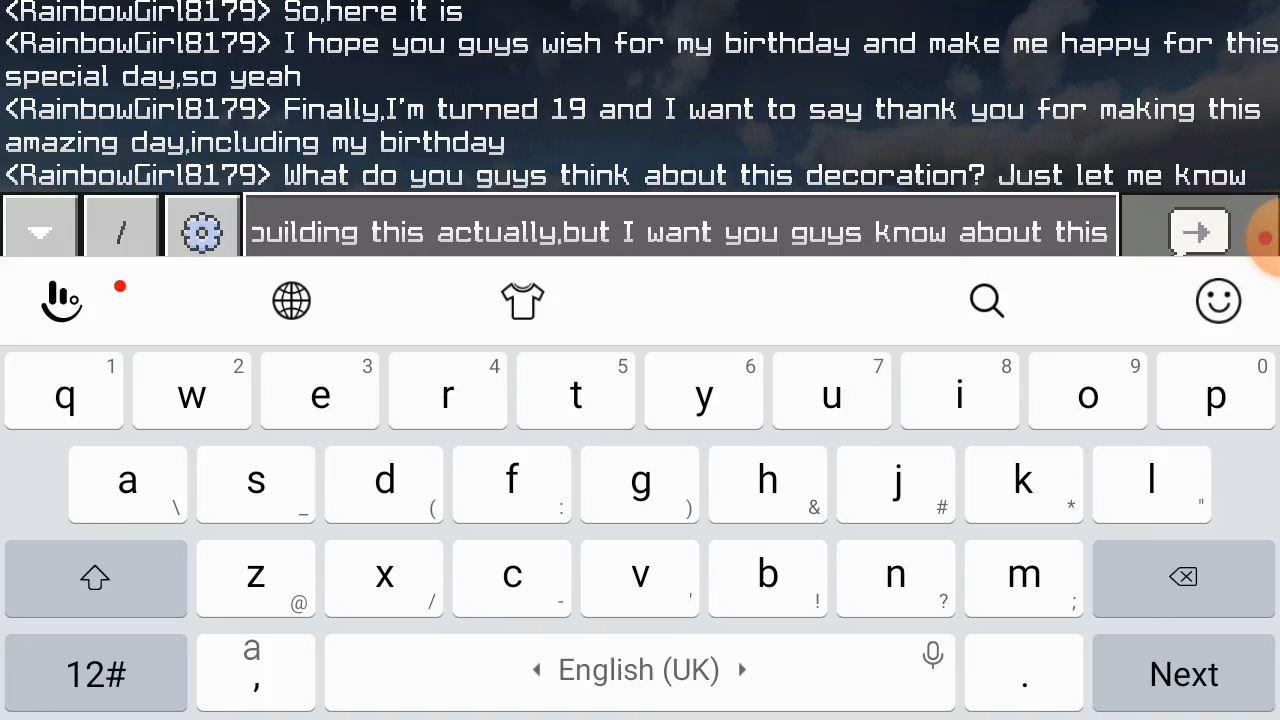 <RainbowGirl8179> So,here it is
<RainbowGirl8179> I hope you guys wish for my birthday and make me happy for this
special day,so yeah
<RainbowGirl8179> Finally,I'm turned 19 and I want to say thank you for making this
amazing day,including my birthday
<RainbowGirl8179> What do you guys think about this decoration? Just let me know
/ building this actually,but I want you guys know about this
q 1 w 2 e 3 r 4 t 5 y 6 u 7 i 8 o 9 p 0
a \ s _ d ( f : g ) h & j # k * l "
z @ x / c - v ' b ! n ? m ;
12# a , English (UK) . Next